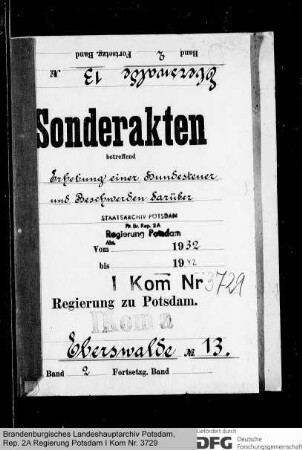 Band 2 Fortsetzg. Band
Eberswalde № 13
Sonderakten
betreffend
Erhebung einer Hundesteuer
und Beschwerden darüber
STAATSARCHIV POTSDAM
Pr. Br. Rep. 2A
Regierung Potsdam
Abt.
Vom 1932
bis 1942
I Kom Nr 3729
Regierung zu Potsdam.
Eberswalde № 13.
Band 2 Fortsetzg. Band
Brandenburgisches Landeshauptarchiv Potsdam,
Rep. 2A Regierung Potsdam I Kom Nr. 3729
Gefördert durch
DFG Deutsche
Forschungsgemeinschaft